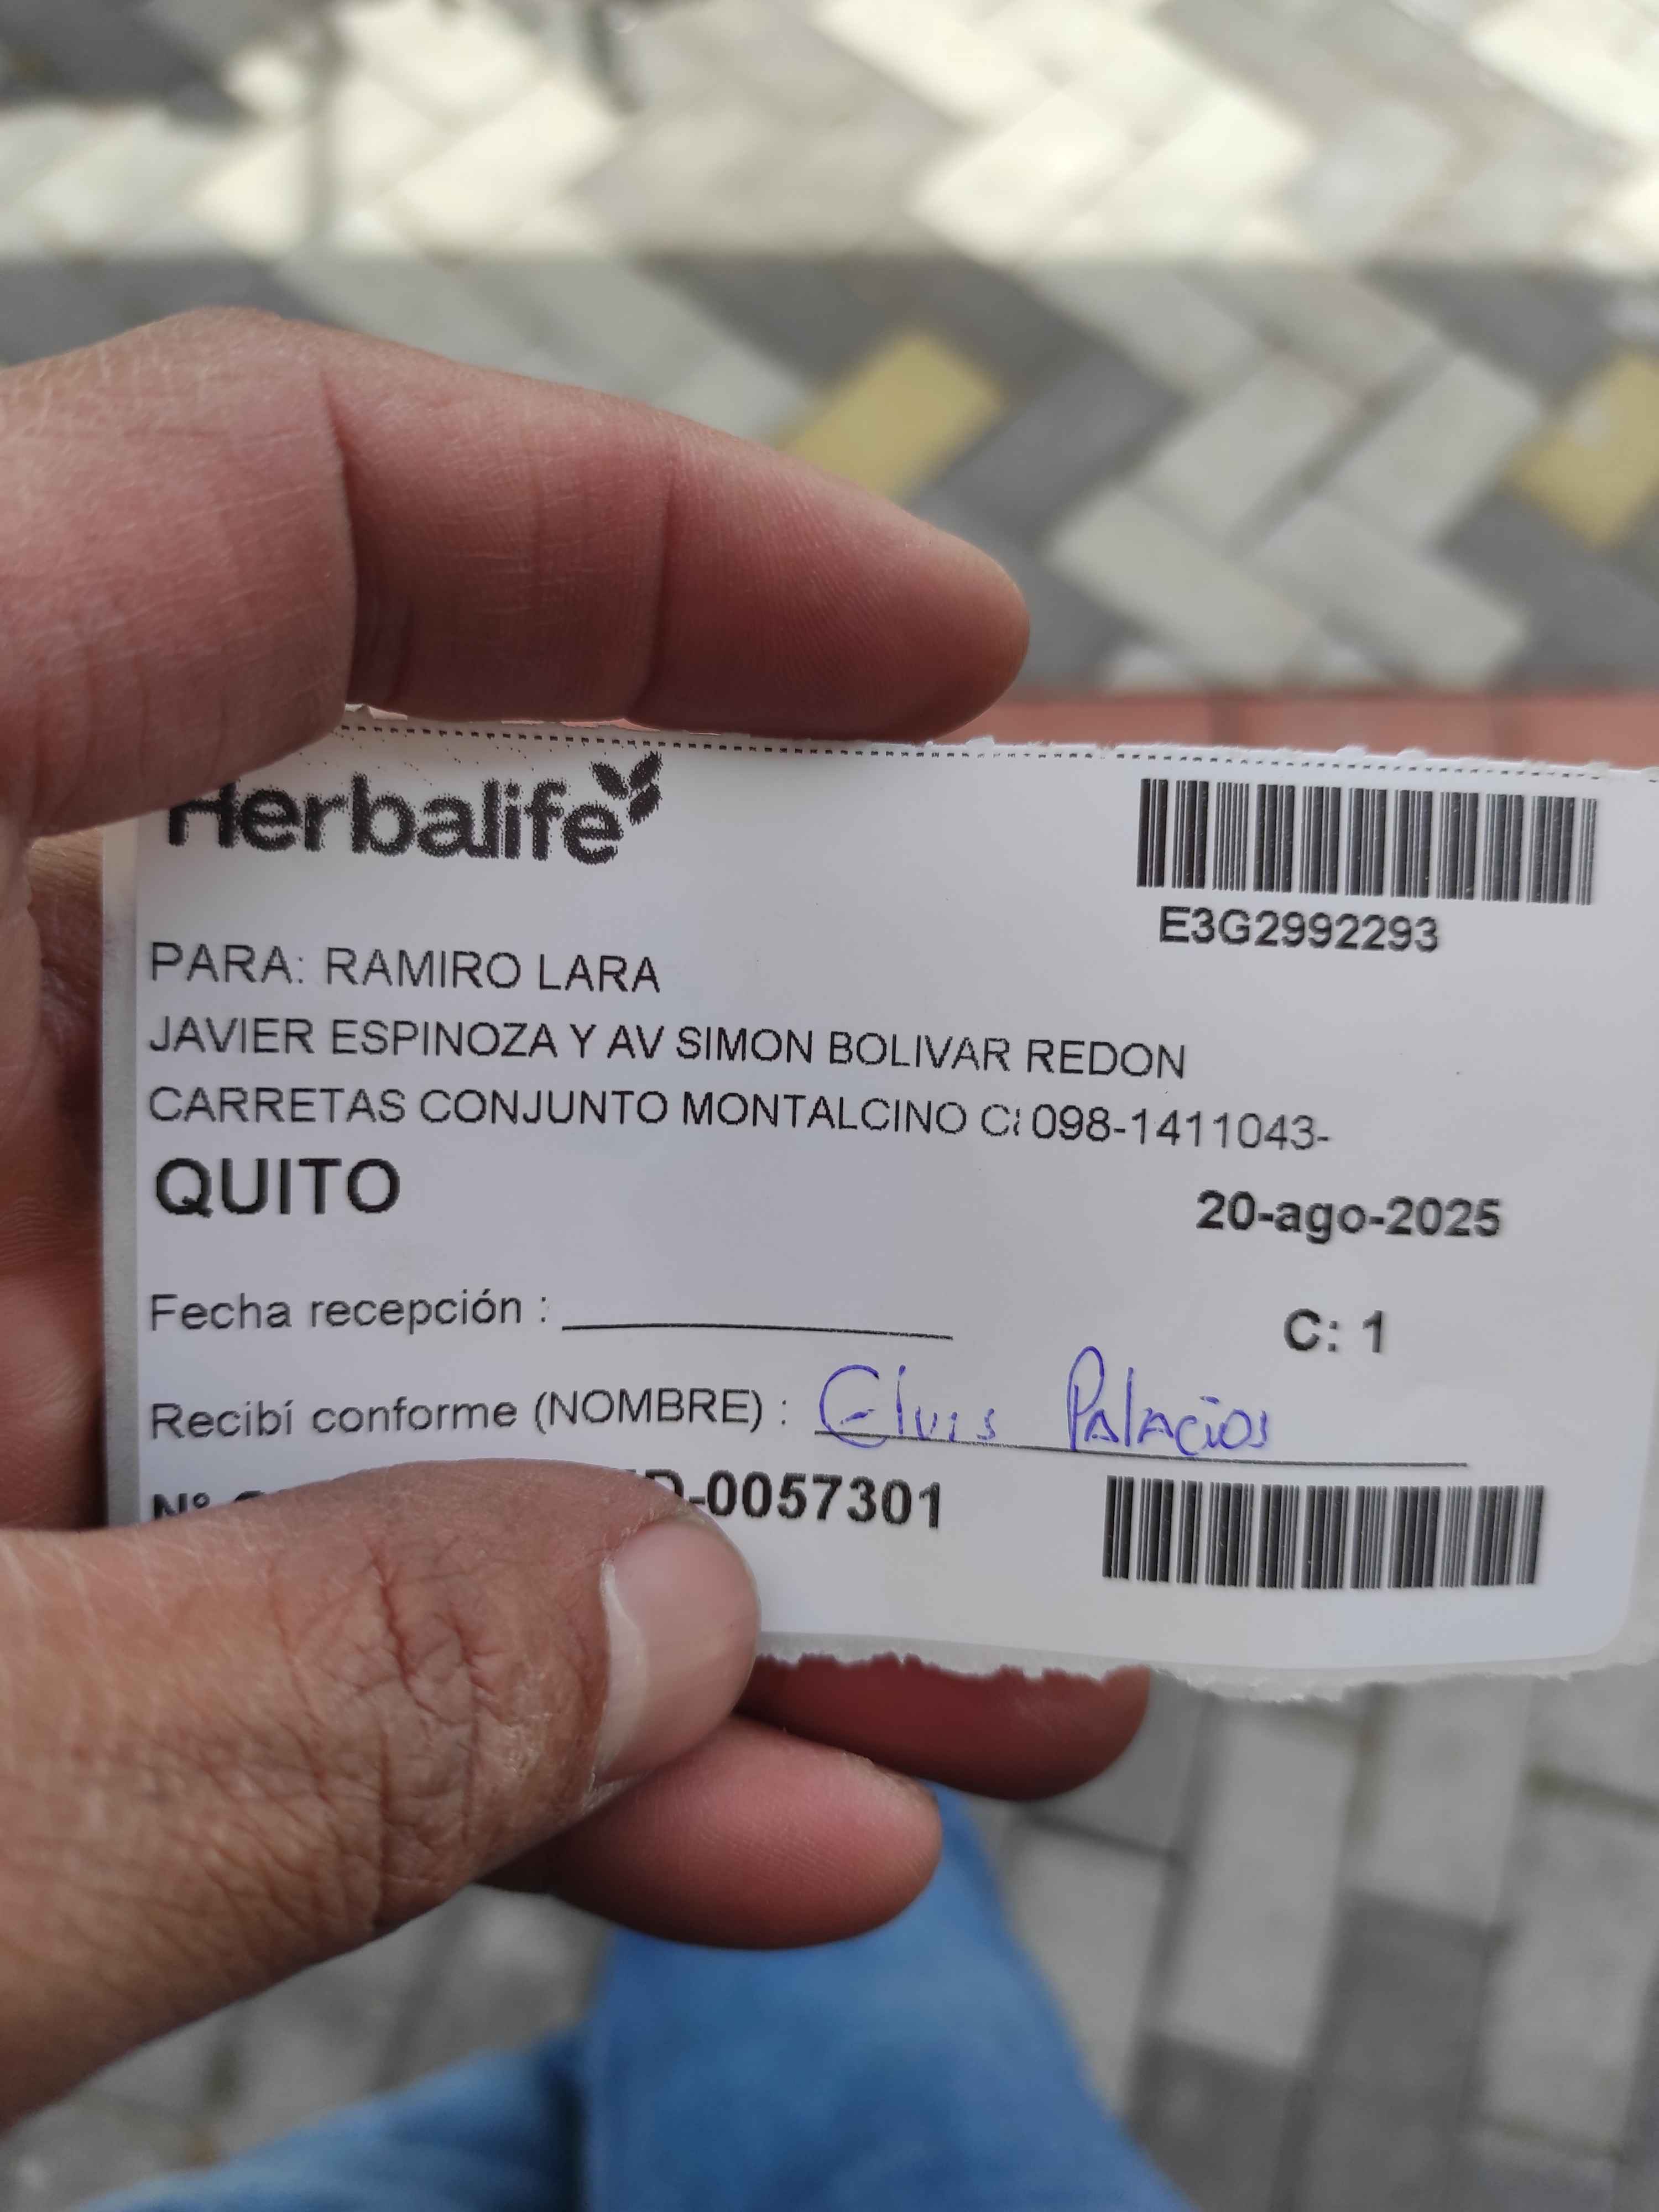 Herbalife
E3G2992293
PARA: RAMIRO LARA
JAVIER ESPINOZA Y AV SIMON BOLIVAR REDON
CARRETAS CONJUNTO MONTALCINO 098-1411043-
QUITO
20-ago-2025
Fecha recepción :
C: 1
Recibí conforme (NOMBRE) : Elvis Palacios
N° -0057301